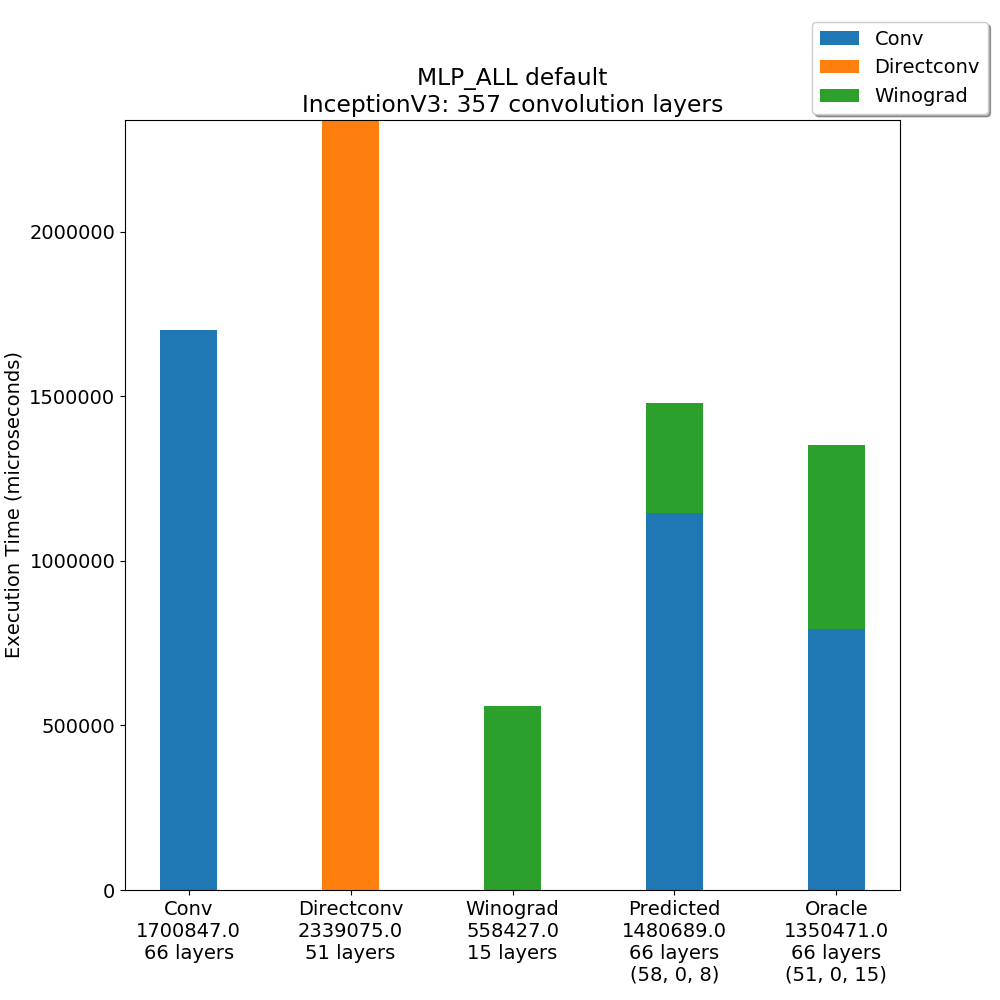 Conv
Directconv
Winograd
MLP_ALL default
InceptionV3: 357 convolution layers
Execution Time (microseconds)
2000000
1500000
1000000
500000
0
Conv
1700847.0
66 layers
Directconv
2339075.0
51 layers
Winograd
558427.0
15 layers
Predicted
1480689.0
66 layers
(58, 0, 8)
Oracle
1350471.0
66 layers
(51, 0, 15)